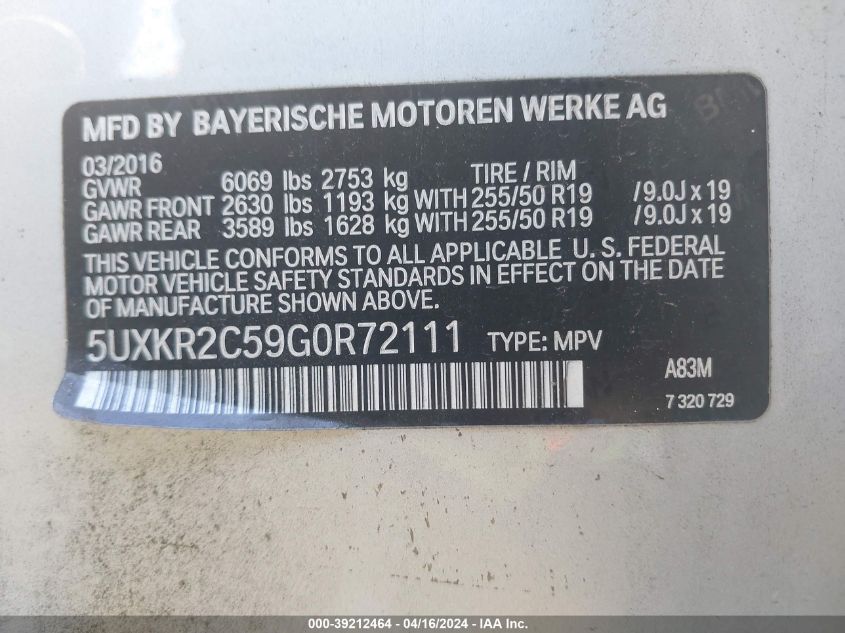 MFD BY BAYERISCHE MOTOREN WERKE AG
03/2016 TIRE / RIM
GVWR 6069 lbs 2753 kg
GAWR FRONT 2630 lbs 1193 kg WITH 255/50 R19 /9.0J x 19
GAWR REAR 3589 lbs 1628 kg WITH 255/50 R19 /9.0J x 19
THIS VEHICLE CONFORMS TO ALL APPLICABLE U. S. FEDERAL
MOTOR VEHICLE SAFETY STANDARDS IN EFFECT ON THE DATE
OF MANUFACTURE SHOWN ABOVE.
5UXKR2C59G0R72111 TYPE: MPV
A83M
7 320 729
000-39212464 - 04/16/2024 - IAA Inc.